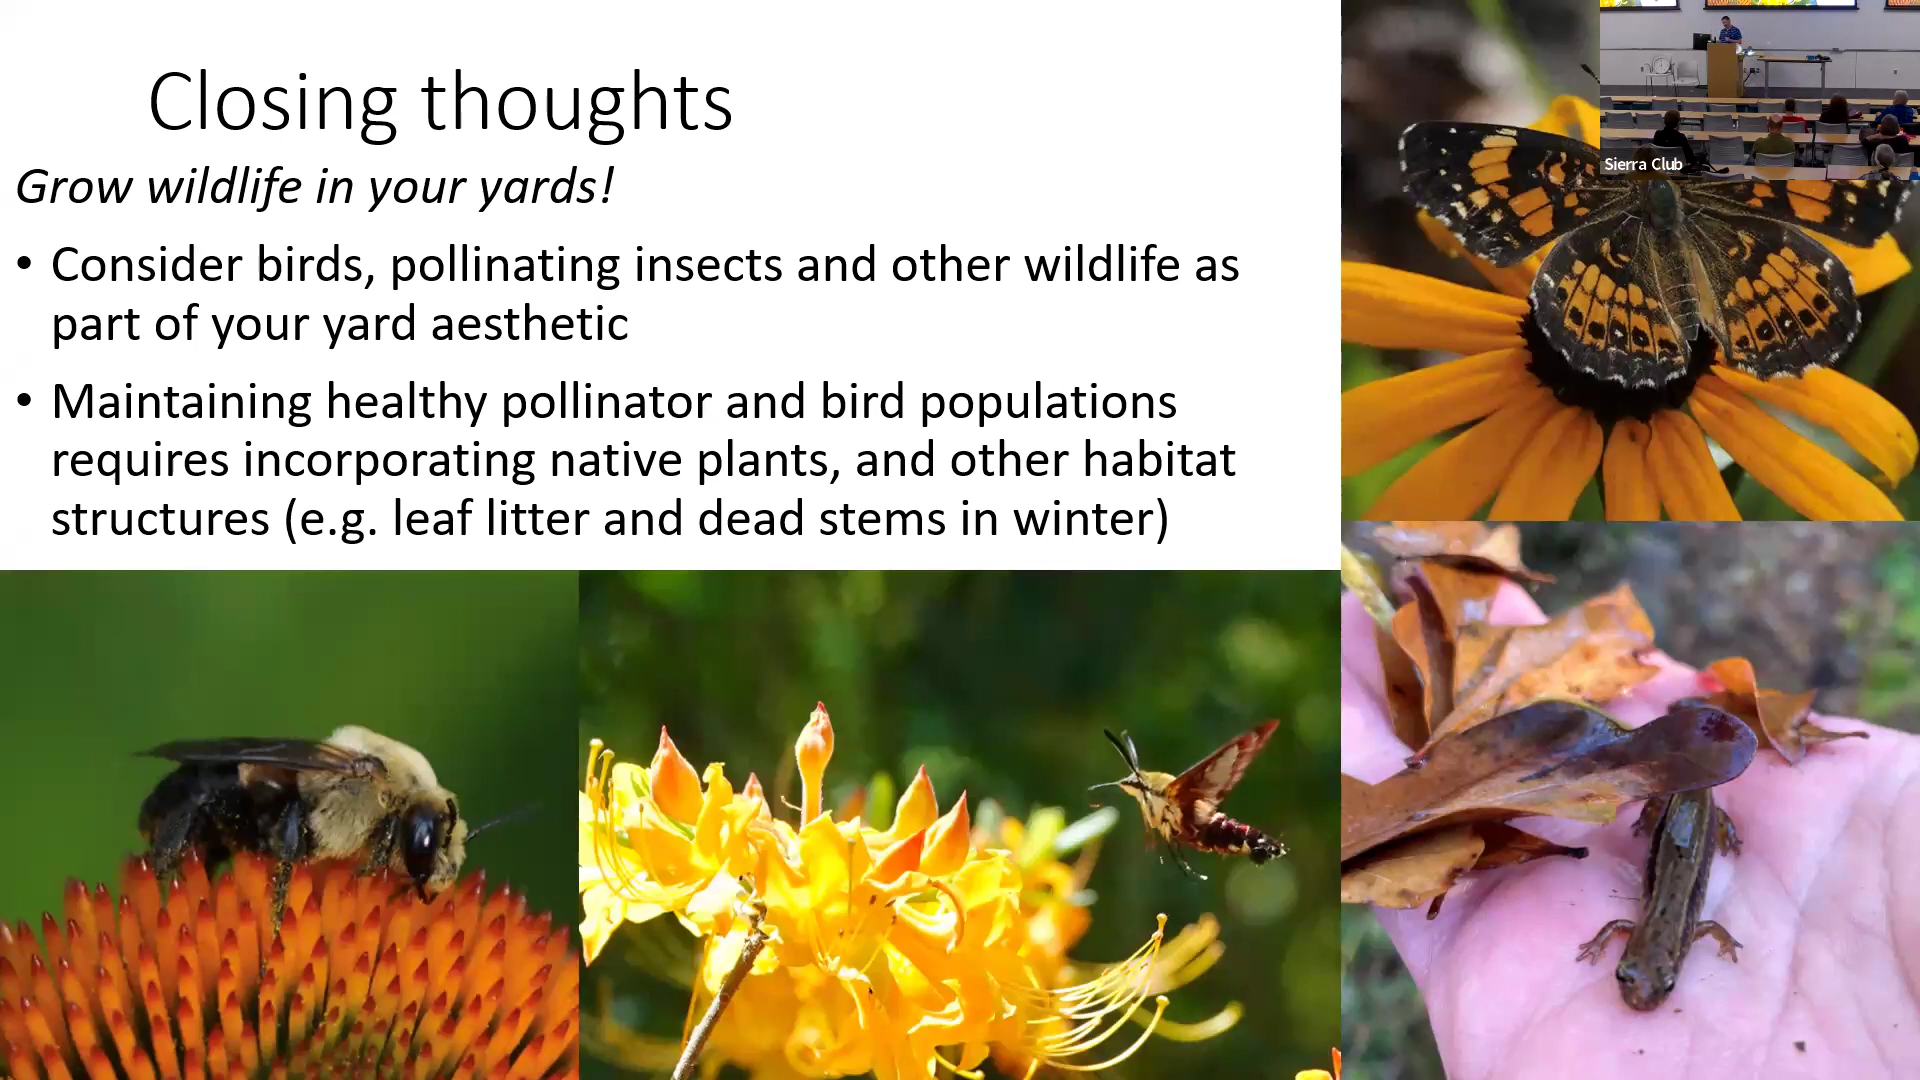 Closing thoughts
Grow wildlife in your yards!
• Consider birds, pollinating insects and other wildlife as
part of your yard aesthetic
• Maintaining healthy pollinator and bird populations
requires incorporating native plants, and other habitat
structures (e.g. leaf litter and dead stems in winter)
Sierra Club